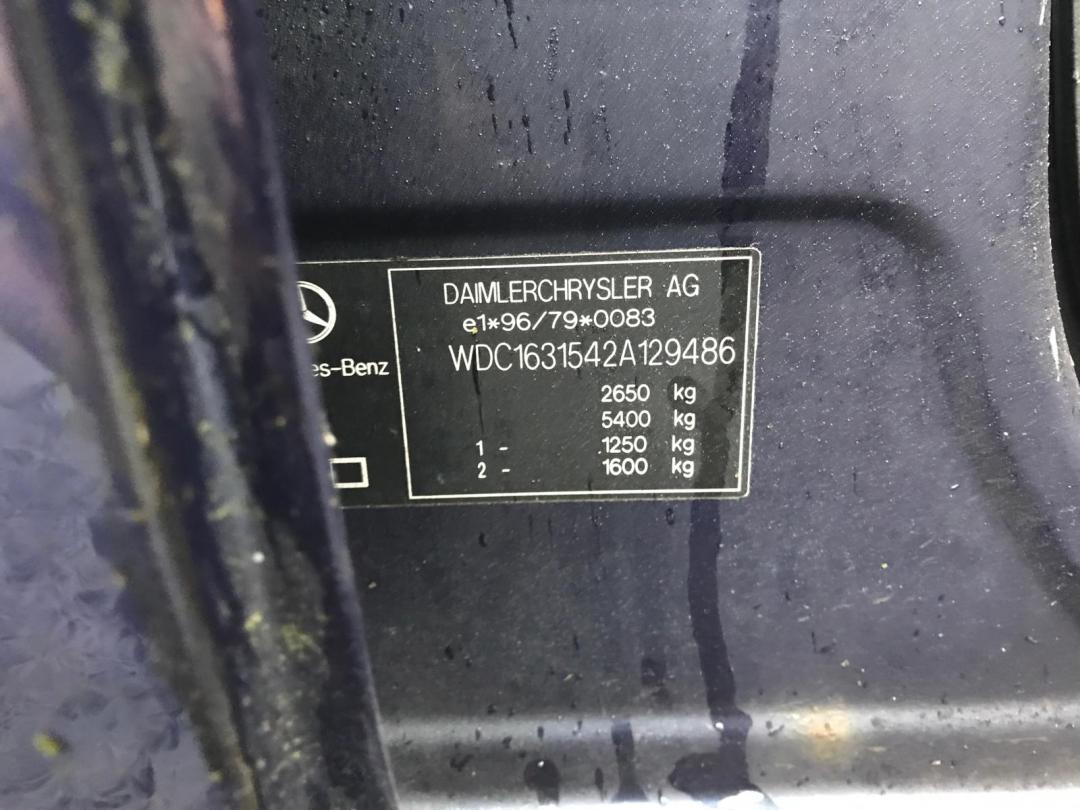 DAIMLERCHRYSLER AG
e1*96/79*0083
WDC1631542A129486
es-Benz
2650 kg
5400 kg
1 - 1250 kg
2 - 1600 kg